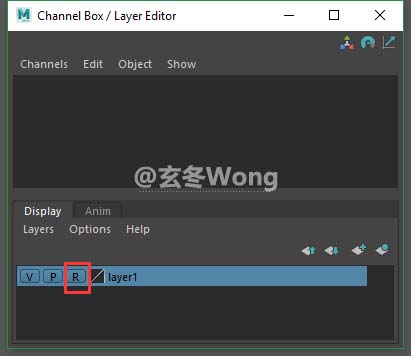 Channel Box / Layer Editor
Channels Edit Object Show
@玄冬Wong
Display Anim
Layers Options Help
V P R layer1